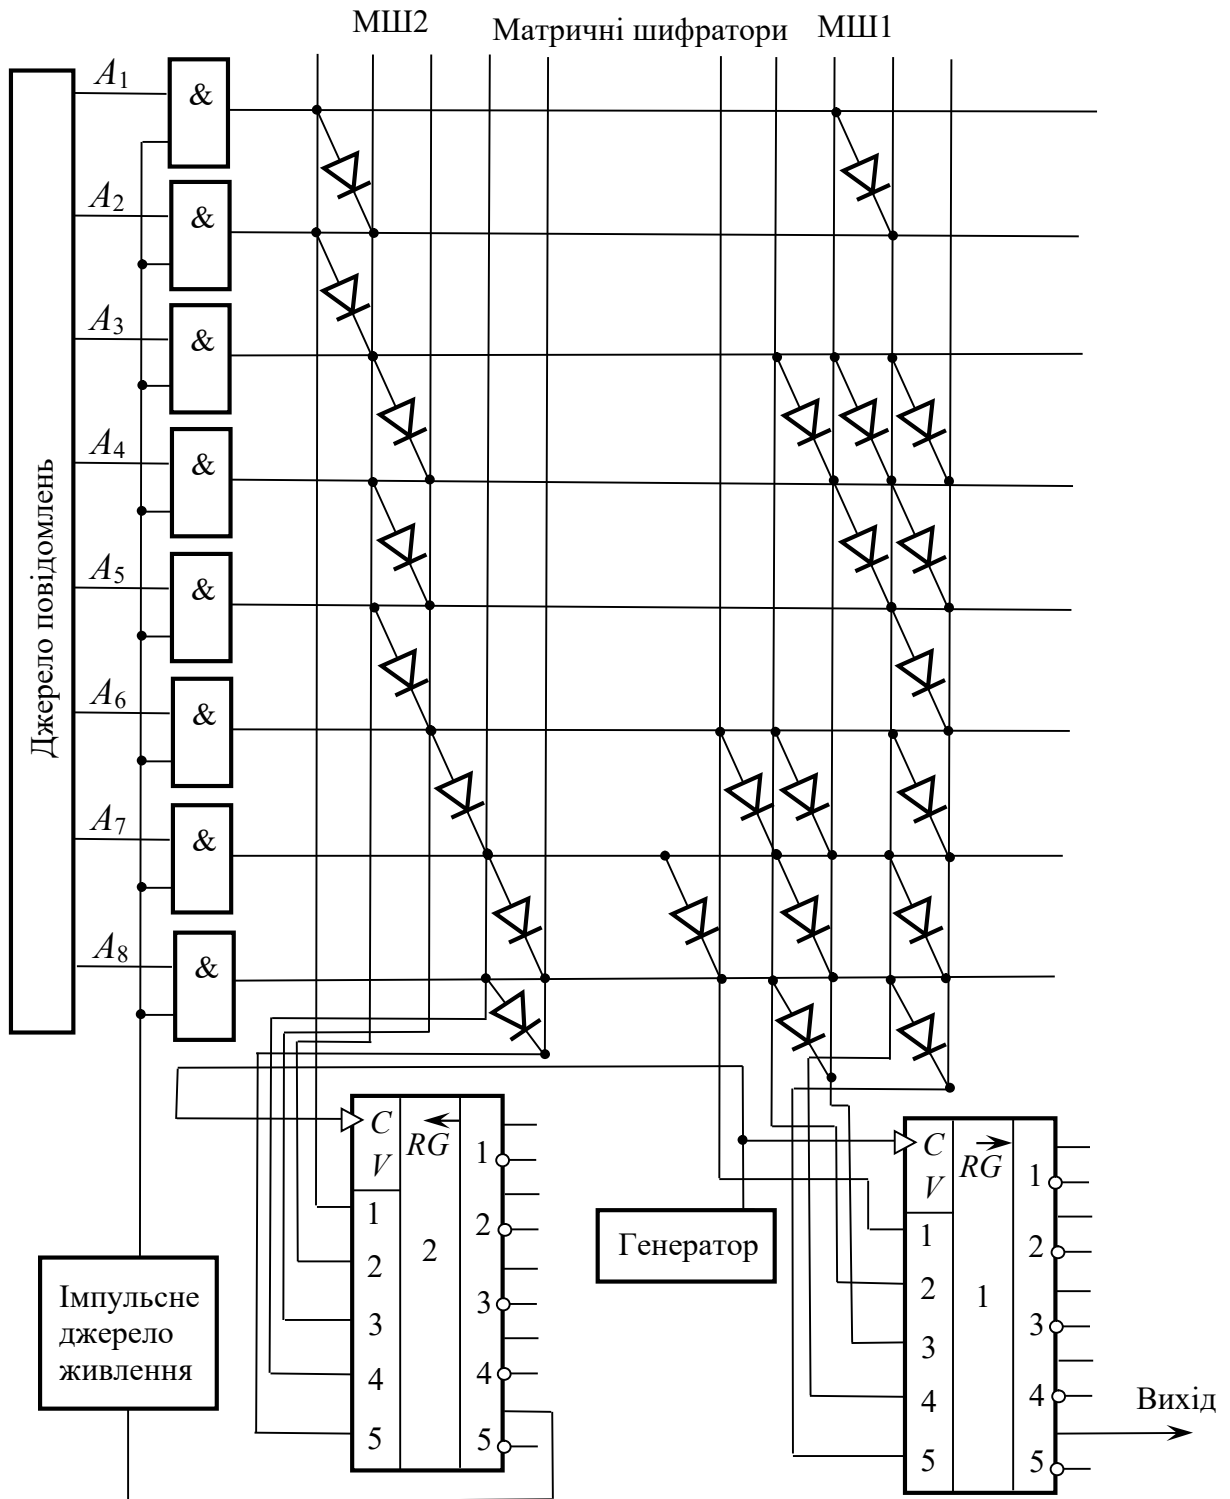 МШ2 Матричні шифратори МШ1
A1 &
A2 &
A3 &
A4 &
A5 &
A6 &
A7 &
A8 &
Джерело повідомлень
Імпульсне
джерело
живлення
C
V
RG
1
2
3
4
5
2
1
2
3
4
5
Генератор
C
V
RG
1
2
3
4
5
1
1
2
3
4
5
Вихід